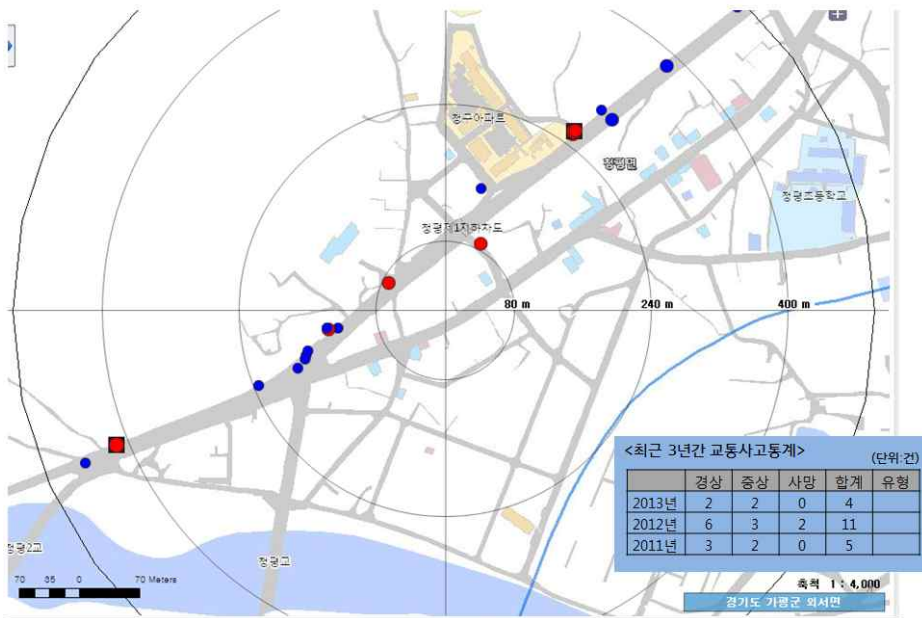 청구아파트
청평면
청평초등학교
청평제1지하차도
80 m
240 m
400 m
<최근 3년간 교통사고통계>
(단위:건)
경상 중상 사망 합계 유형
2013년 2 2 0 4
2012년 6 3 2 11
2011년 3 2 0 5
청평2교
청평교
70 35 0 70 Meters
축척 1 : 4,000
경기도 가평군 외서면